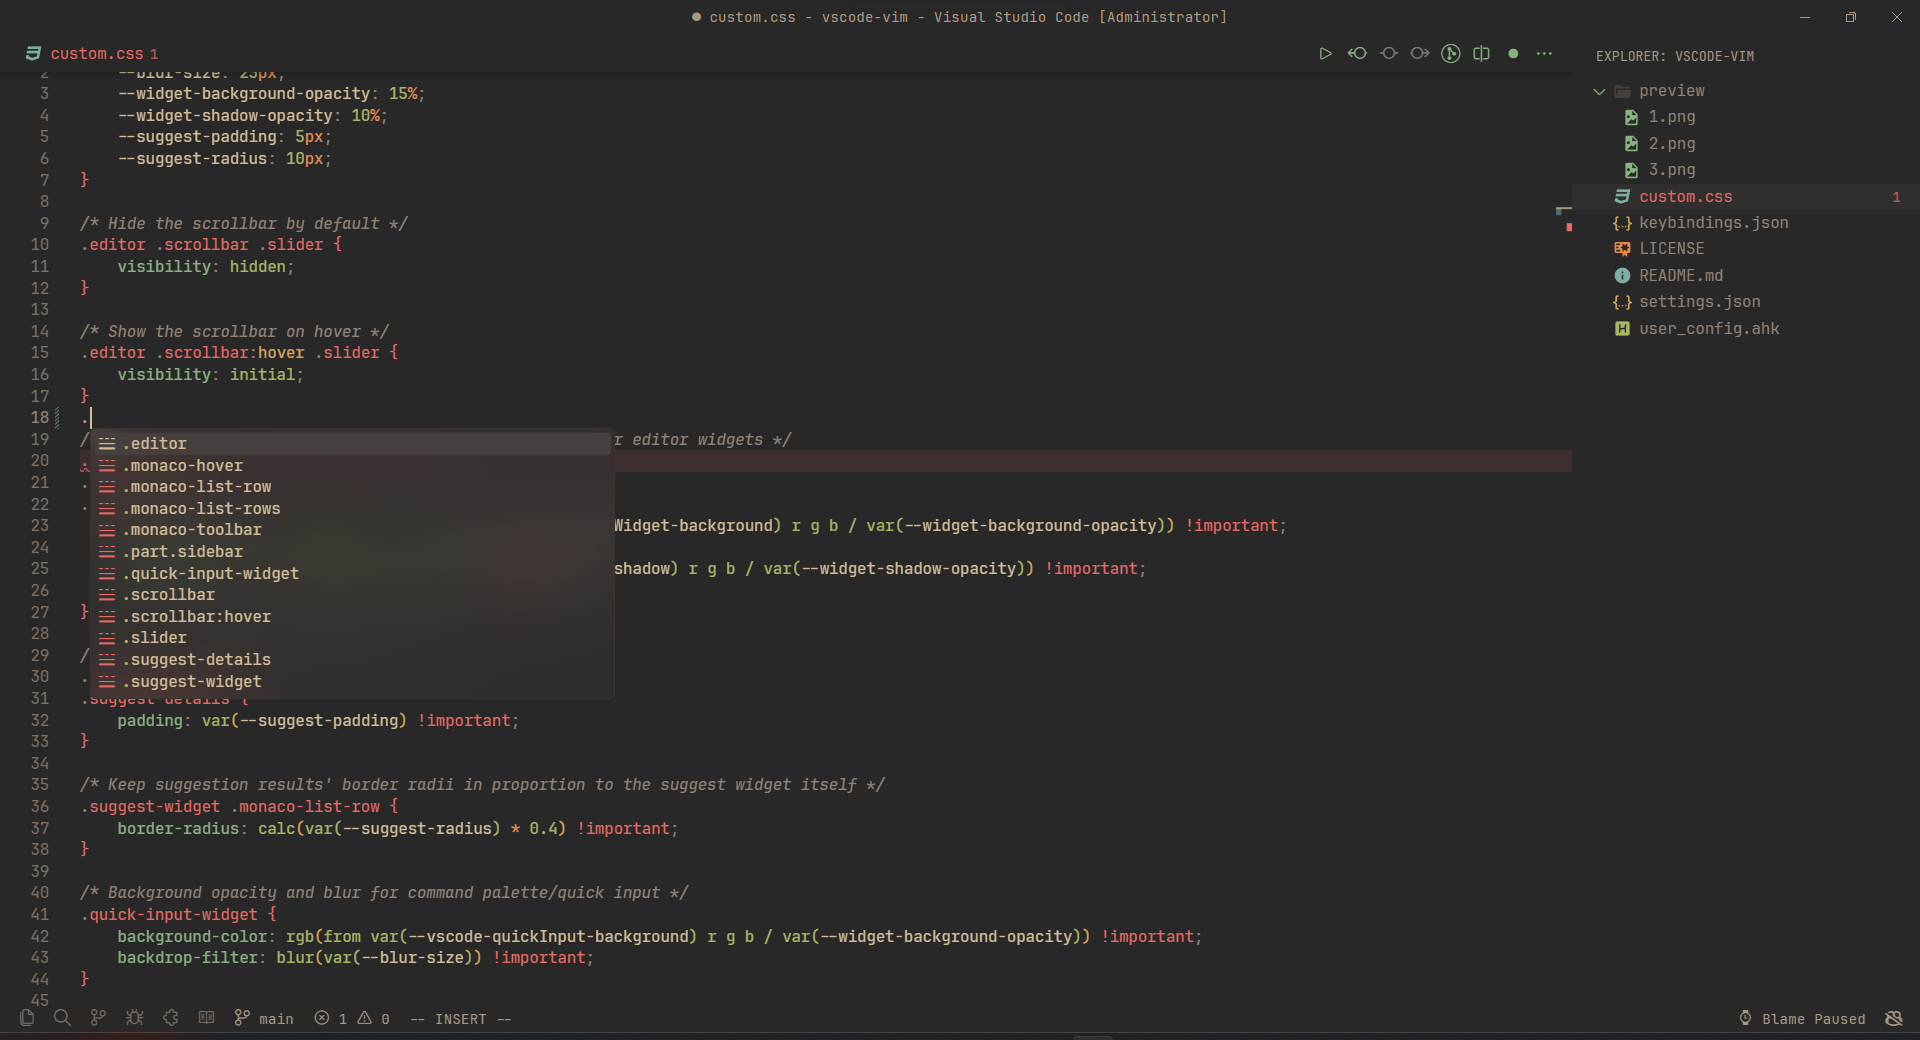 custom.css - vscode-vim - Visual Studio Code [Administrator]
custom.css 1
EXPLORER: VSCODE-VIM
preview
1.png
2.png
3.png
custom.css 1
keybindings.json
LICENSE
README.md
settings.json
user_config.ahk
2 --blur-size: 25px;
3 --widget-background-opacity: 15%;
4 --widget-shadow-opacity: 10%;
5 --suggest-padding: 5px;
6 --suggest-radius: 10px;
7 }
8
9 /* Hide the scrollbar by default */
10 .editor .scrollbar .slider {
11 visibility: hidden;
12 }
13
14 /* Show the scrollbar on hover */
15 .editor .scrollbar:hover .slider {
16 visibility: initial;
17 }
18 .
19 / r editor widgets */
20 .
21 .
22 .
23 Widget-background) r g b / var(--widget-background-opacity)) !important;
24
25 shadow) r g b / var(--widget-shadow-opacity)) !important;
26
27 }
28
29 /
30 .
31 .suggest-details {
32 padding: var(--suggest-padding) !important;
33 }
34
35 /* Keep suggestion results' border radii in proportion to the suggest widget itself */
36 .suggest-widget .monaco-list-row {
37 border-radius: calc(var(--suggest-radius) * 0.4) !important;
38 }
39
40 /* Background opacity and blur for command palette/quick input */
41 .quick-input-widget {
42 background-color: rgb(from var(--vscode-quickInput-background) r g b / var(--widget-background-opacity)) !important;
43 backdrop-filter: blur(var(--blur-size)) !important;
44 }
45
.editor
.monaco-hover
.monaco-list-row
.monaco-list-rows
.monaco-toolbar
.part.sidebar
.quick-input-widget
.scrollbar
.scrollbar:hover
.slider
.suggest-details
.suggest-widget
main 1 0 -- INSERT --
Blame Paused